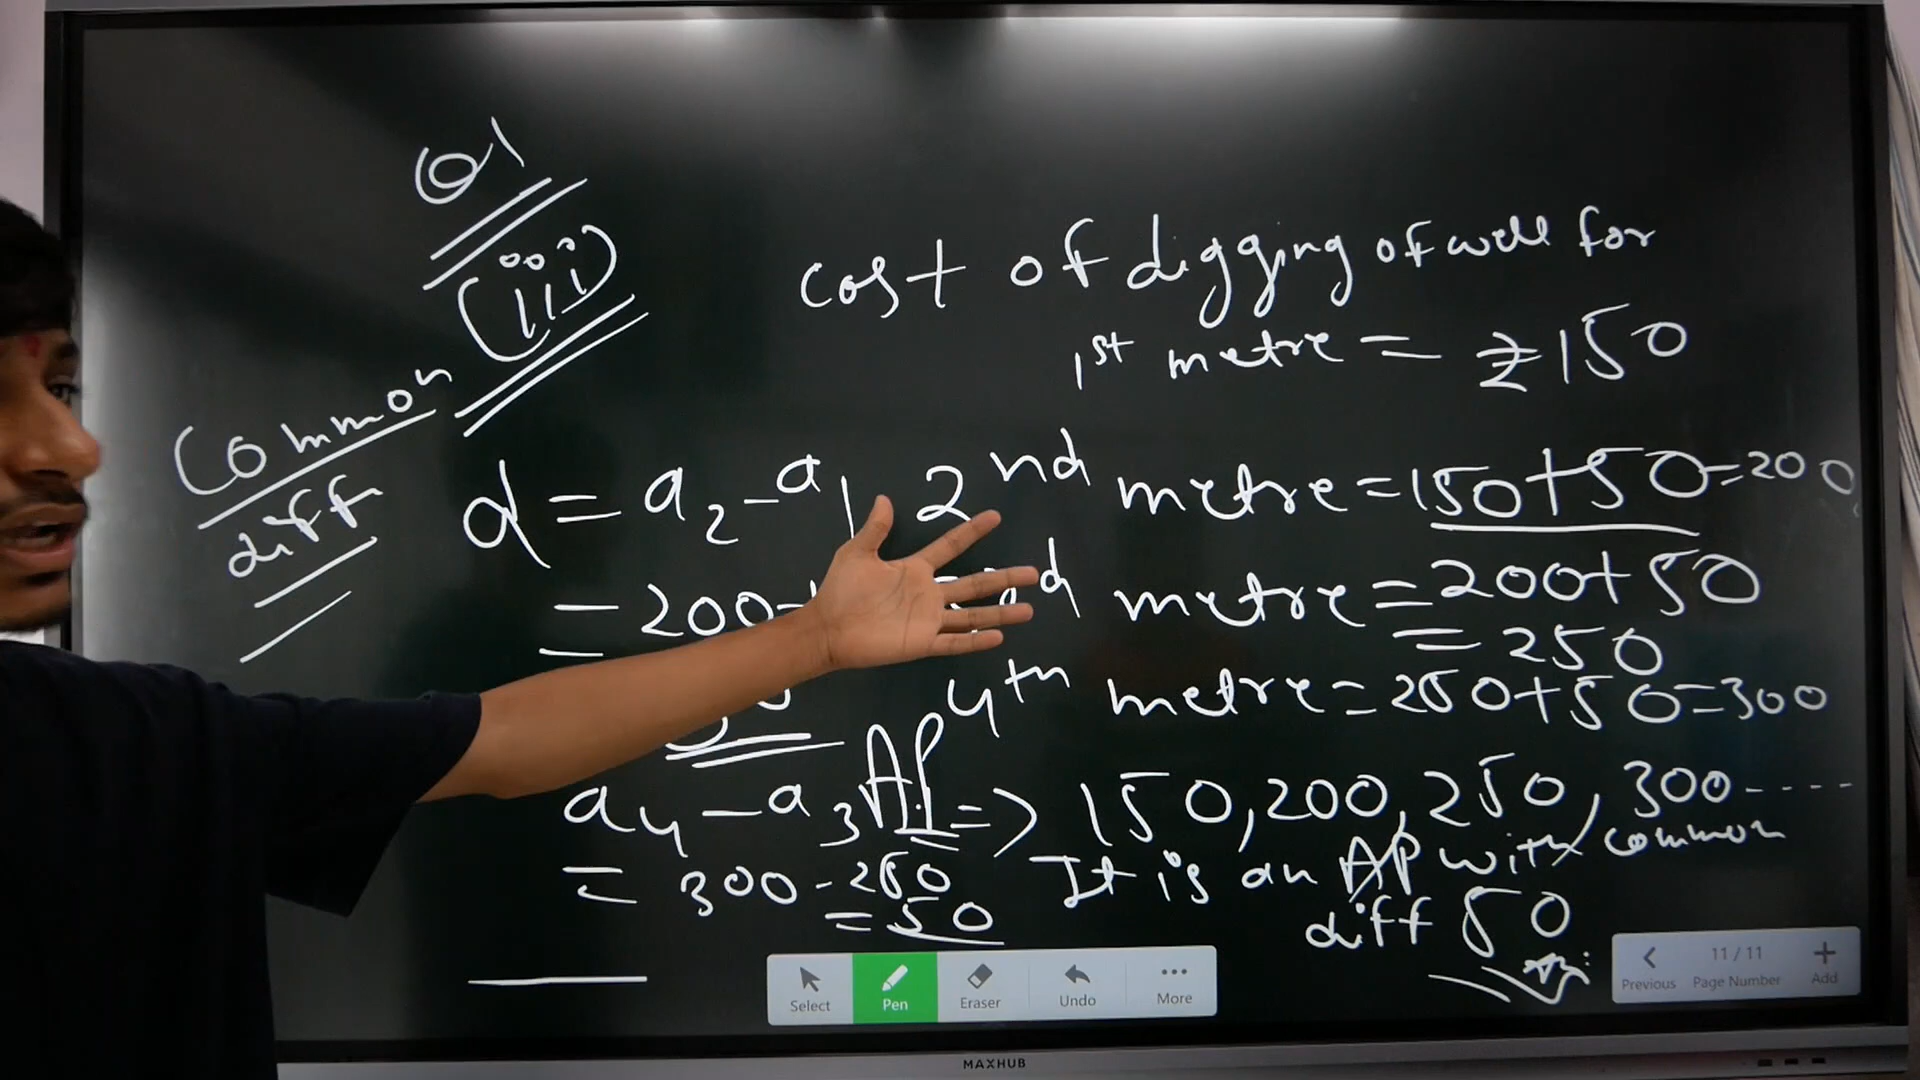 Q1
(iii)
Cost of digging of well for
1st metre = ₹150
Common
diff
d = a2 - a1
= 200
=
2nd metre = 150+50=200
metre = 200+50
= 250
4th metre = 250+50=300
a4 - a3
= 300 - 250
= 50
AP => 150, 200, 250, 300 ----
It is an AP with common
diff 50
Select
Pen
Eraser
Undo
More
Previous
11 / 11
Page Number
Add
MAXHUB